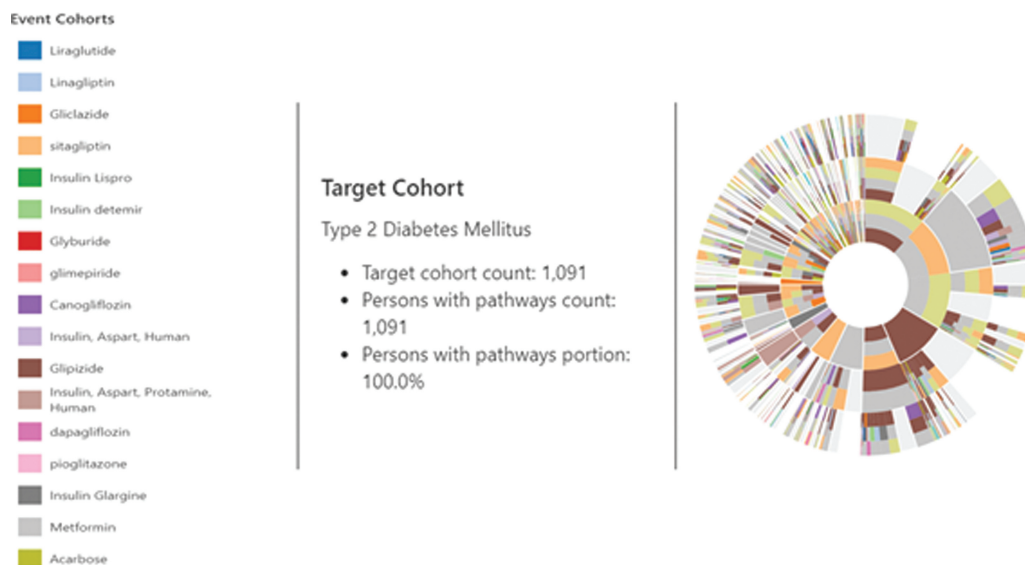 Event Cohorts
Liraglutide
Linagliptin
Gliclazide
sitagliptin
Insulin Lispro
Insulin detemir
Glyburide
glimepiride
Canogliflozin
Insulin, Aspart, Human
Glipizide
Insulin, Aspart, Protamine,
Human
dapagliflozin
pioglitazone
Insulin Glargine
Metformin
Acarbose
Target Cohort
Type 2 Diabetes Mellitus
• Target cohort count: 1,091
• Persons with pathways count:
1,091
• Persons with pathways portion:
100.0%